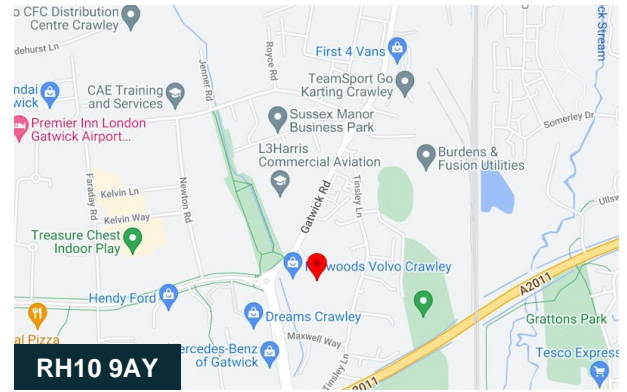 o CFC Distribution
Centre Crawley
dehurst Ln
Jenner Rd
Royce Rd
First 4 Vans
ck Stream
ndai
wick
CAE Training
and Services
TeamSport Go
Karting Crawley
Premier Inn London
Gatwick Airport...
Sussex Manor
Business Park
Somerley Dr
L3Harris
Commercial Aviation
Burdens &
Fusion Utilities
Faraday Rd
Kelvin Ln
Newton Rd
Kelvin Way
Gatwick Rd
Tinsley Ln
Ullsw
Treasure Chest
Indoor Play
woods Volvo Crawley
A2011
Hendy Ford
Dreams Crawley
Grattons Park
al Pizza
Maxwell Way
rcedes-Benz
of Gatwick
Tinsley Ln
Tesco Express
2011
RH10 9AY